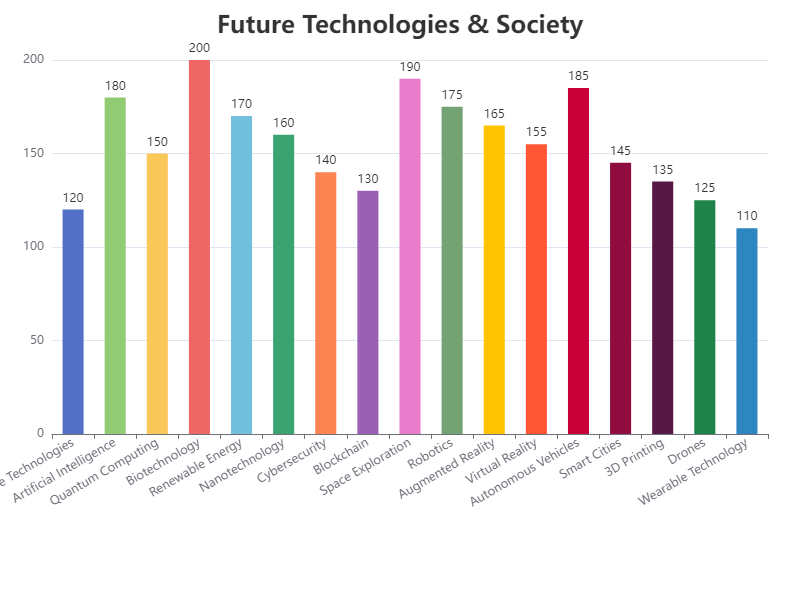 Future Technologies & Society
200
150
100
50
0
120
180
150
200
170
160
140
130
190
175
165
155
185
145
135
125
110
Technologies
Artificial Intelligence
Quantum Computing
Biotechnology
Renewable Energy
Nanotechnology
Cybersecurity
Blockchain
Space Exploration
Robotics
Augmented Reality
Virtual Reality
Autonomous Vehicles
Smart Cities
3D Printing
Drones
Wearable Technology